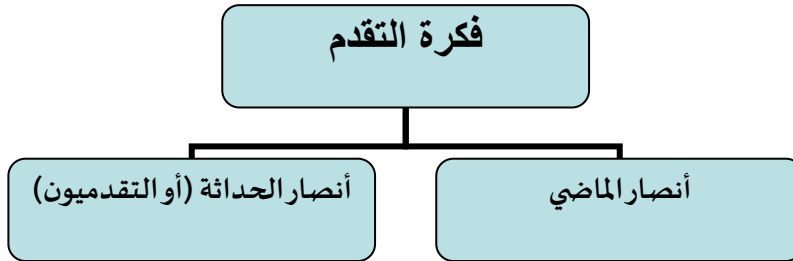 فكرة التقدم
أنصار الماضي
أنصار الحداثة (أو التقدميون)